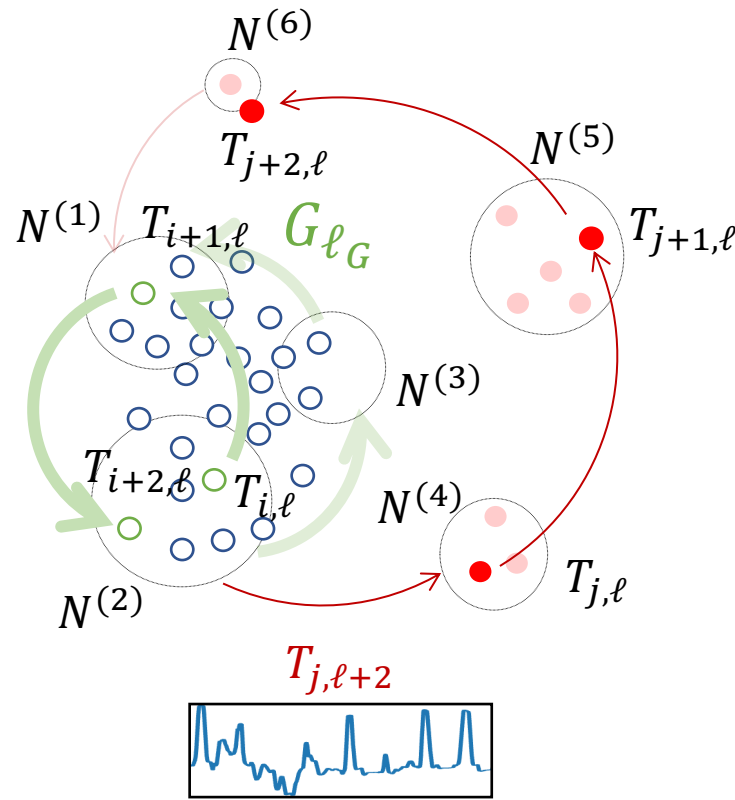 N^{(6)}
T_{j+2,ℓ}
N^{(5)}
N^{(1)}
T_{i+1,ℓ}
G_{ℓ_G}
T_{j+1,ℓ}
N^{(3)}
T_{i+2,ℓ}
T_{i,ℓ}
N^{(4)}
T_{j,ℓ}
N^{(2)}
T_{j,ℓ+2}